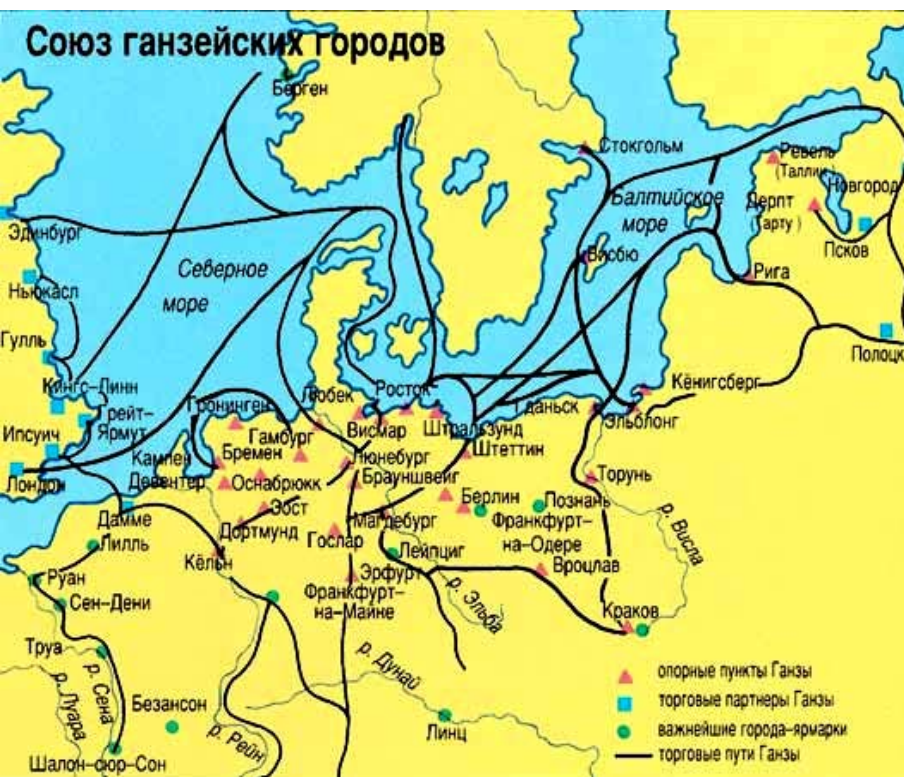 Союз ганзейских городов
Берген
Стокгольм
Ревель
(Таллин)
Новгород
Балтийское
море
Дерпт
(Тарту)
Эдинбург
Псков
Висбю
Северное
море
Рига
Ньюкасл
Гулль
Полоцк
Кингс-Линн
Кёнигсберг
Гронинген
Любек
Росток
Грейт-
Ярмут
Гданьск
Эльблонг
Ипсуич
Гамбург
Висмар
Штральзунд
Кампен
Бремен
Люнебург
Штеттин
Лондон
Девентер
Оснабрюкк
Брауншвейг
Торунь
Берлин
Познань
Зост
Дамме
Дортмунд
Магдебург
Франкфурт-
на-Одере
р. Висла
Лилль
Гослар
Лейпциг
Кёльн
Эрфурт
Вроцлав
Руан
Франкфурт-
на-Майне
р. Эльба
Сен-Дени
Краков
Труа
р. Сена
р. Луара
р. Дунай
Безансон
Линц
р. Рейн
Шалон-сюр-Сон
опорные пункты Ганзы
торговые партнеры Ганзы
важнейшие города-ярмарки
торговые пути Ганзы